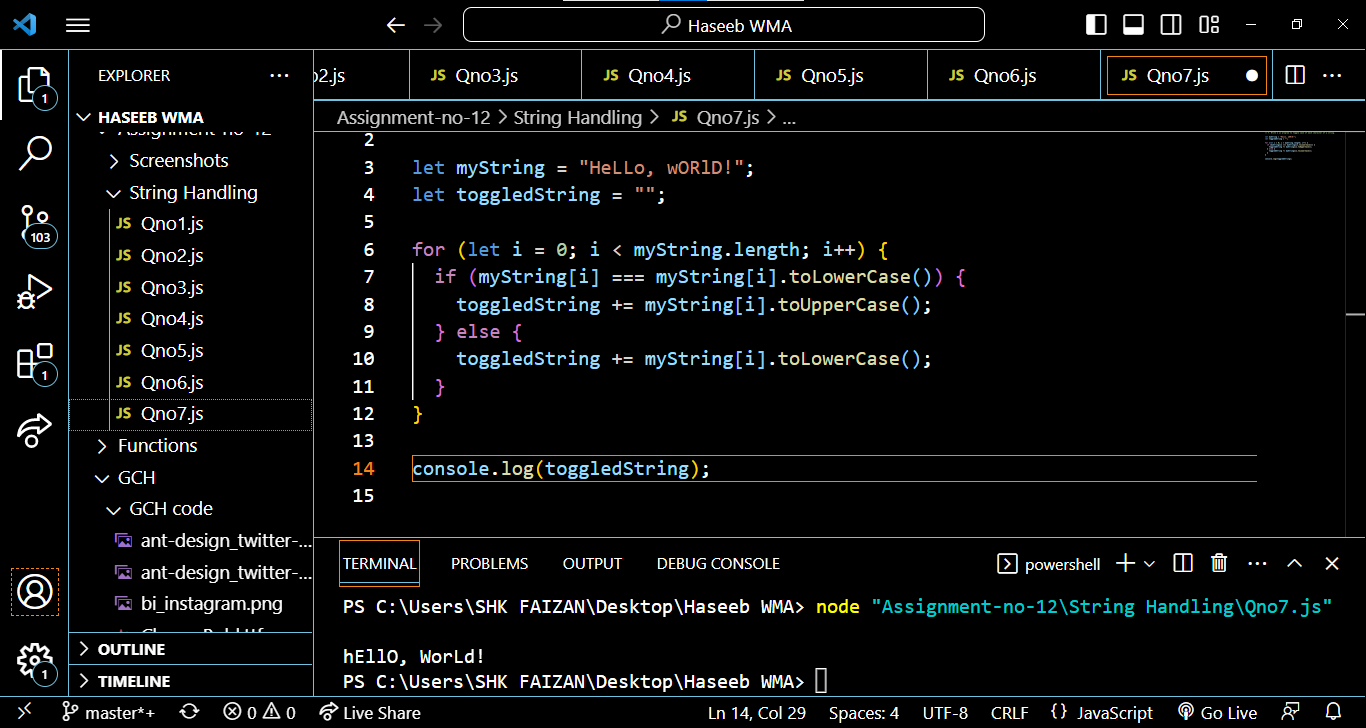 Haseeb WMA
EXPLORER
o2.js
JS Qno3.js
JS Qno4.js
JS Qno5.js
JS Qno6.js
JS Qno7.js
HASEEB WMA
Assignment-no-12
Screenshots
String Handling
JS Qno1.js
JS Qno2.js
JS Qno3.js
JS Qno4.js
JS Qno5.js
JS Qno6.js
JS Qno7.js
Functions
GCH
GCH code
ant-design_twitter-...
ant-design_twitter-...
bi_instagram.png
OUTLINE
TIMELINE
1
103
1
1
Assignment-no-12 > String Handling > JS Qno7.js > ...
2
3 let myString = "HeLLo, wORlD!";
4 let toggledString = "";
5
6 for (let i = 0; i < myString.length; i++) {
7 if (myString[i] === myString[i].toLowerCase()) {
8 toggledString += myString[i].toUpperCase();
9 } else {
10 toggledString += myString[i].toLowerCase();
11 }
12 }
13
14 console.log(toggledString);
15
TERMINAL PROBLEMS OUTPUT DEBUG CONSOLE powershell
PS C:\Users\SHK FAIZAN\Desktop\Haseeb WMA> node "Assignment-no-12\String Handling\Qno7.js"
hEllO, WorLd!
PS C:\Users\SHK FAIZAN\Desktop\Haseeb WMA>
master*+ 0 0 Live Share Ln 14, Col 29 Spaces: 4 UTF-8 CRLF {} JavaScript Go Live